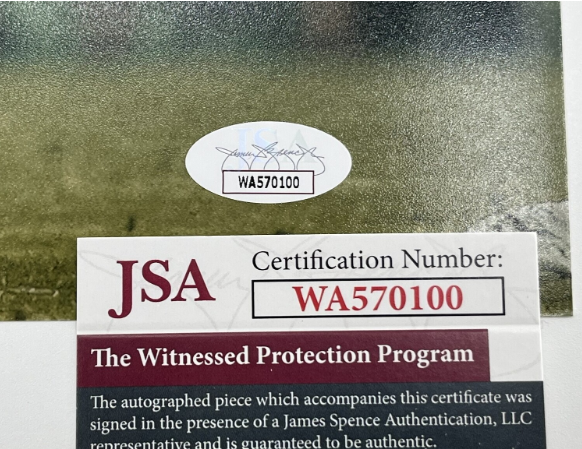 JSA
WA570100
JSA
Certification Number:
WA570100
The Witnessed Protection Program
The autographed piece which accompanies this certificate was
signed in the presence of a James Spence Authentication, LLC
representative and is guaranteed to be authentic.